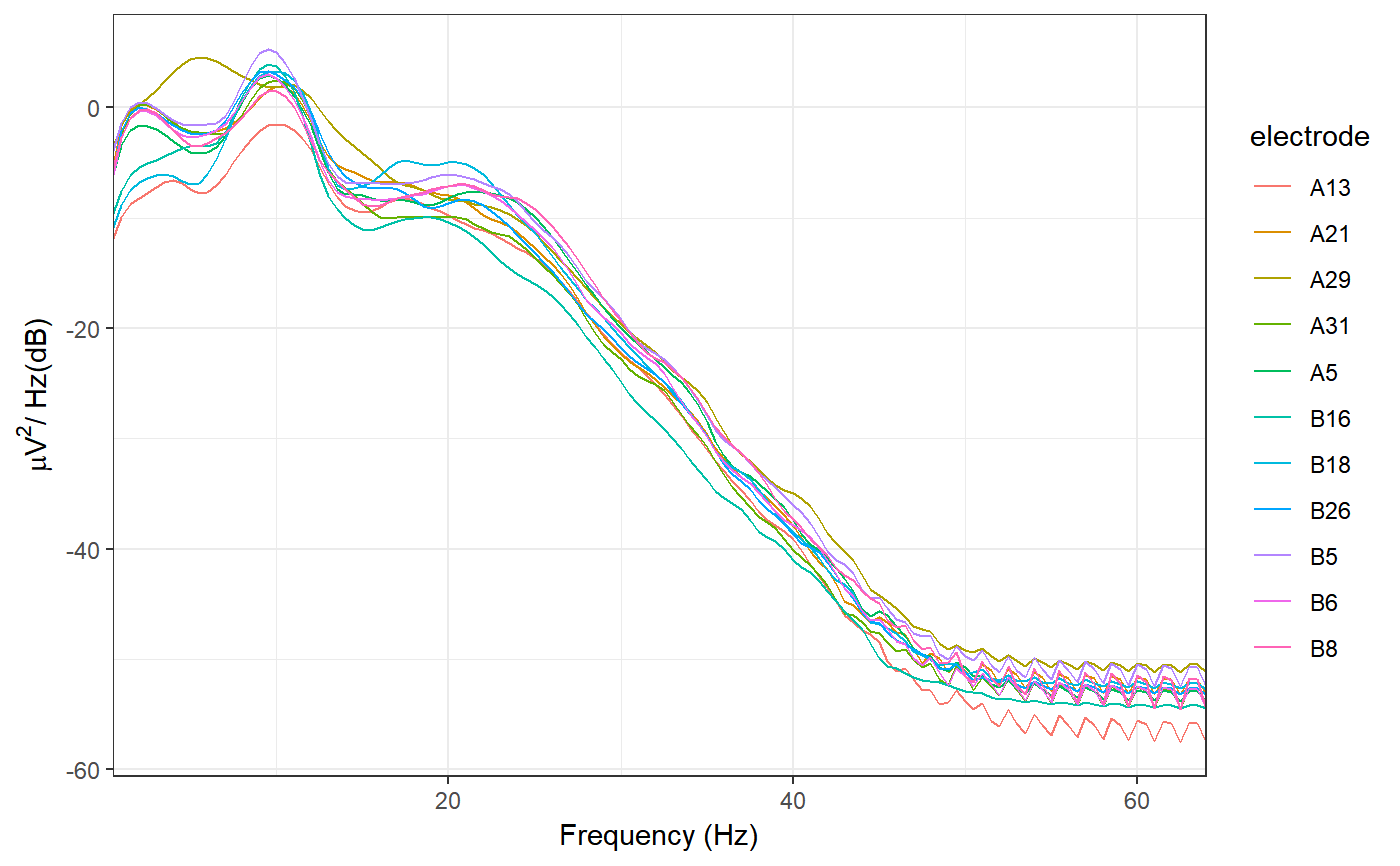 0
-20
-40
-60
20
40
60
Frequency (Hz)
μV²/ Hz(dB)
electrode
A13
A21
A29
A31
A5
B16
B18
B26
B5
B6
B8